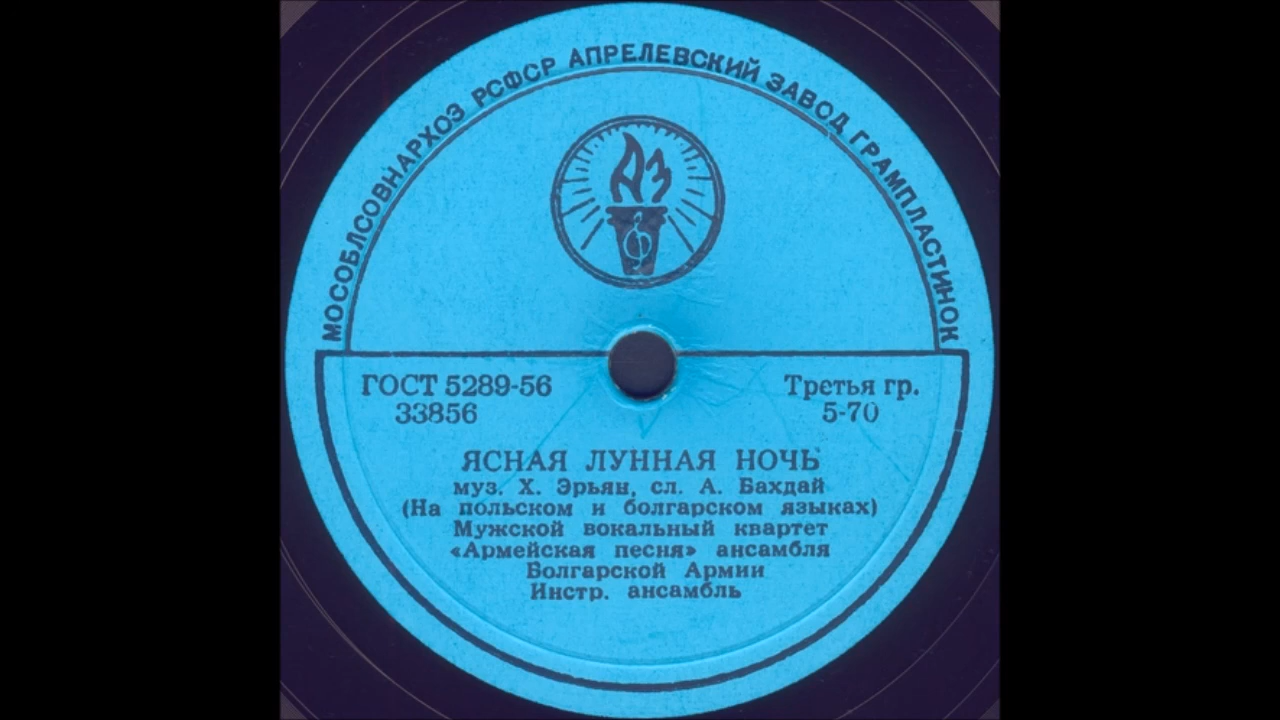 МОСОБЛСОВНАРХОЗ РСФСР АПРЕЛЕВСКИЙ ЗАВОД ГРАМПЛАСТИНОК
АЗ
ГОСТ 5289-56
33856
Третья гр.
5-70
ЯСНАЯ ЛУННАЯ НОЧЬ
муз. Х. Эрьян, сл. А. Бахдай
(На польском и болгарском языках)
Мужской вокальный квартет
«Армейская песня» ансамбля
Болгарской Армии
Инстр. ансамбль